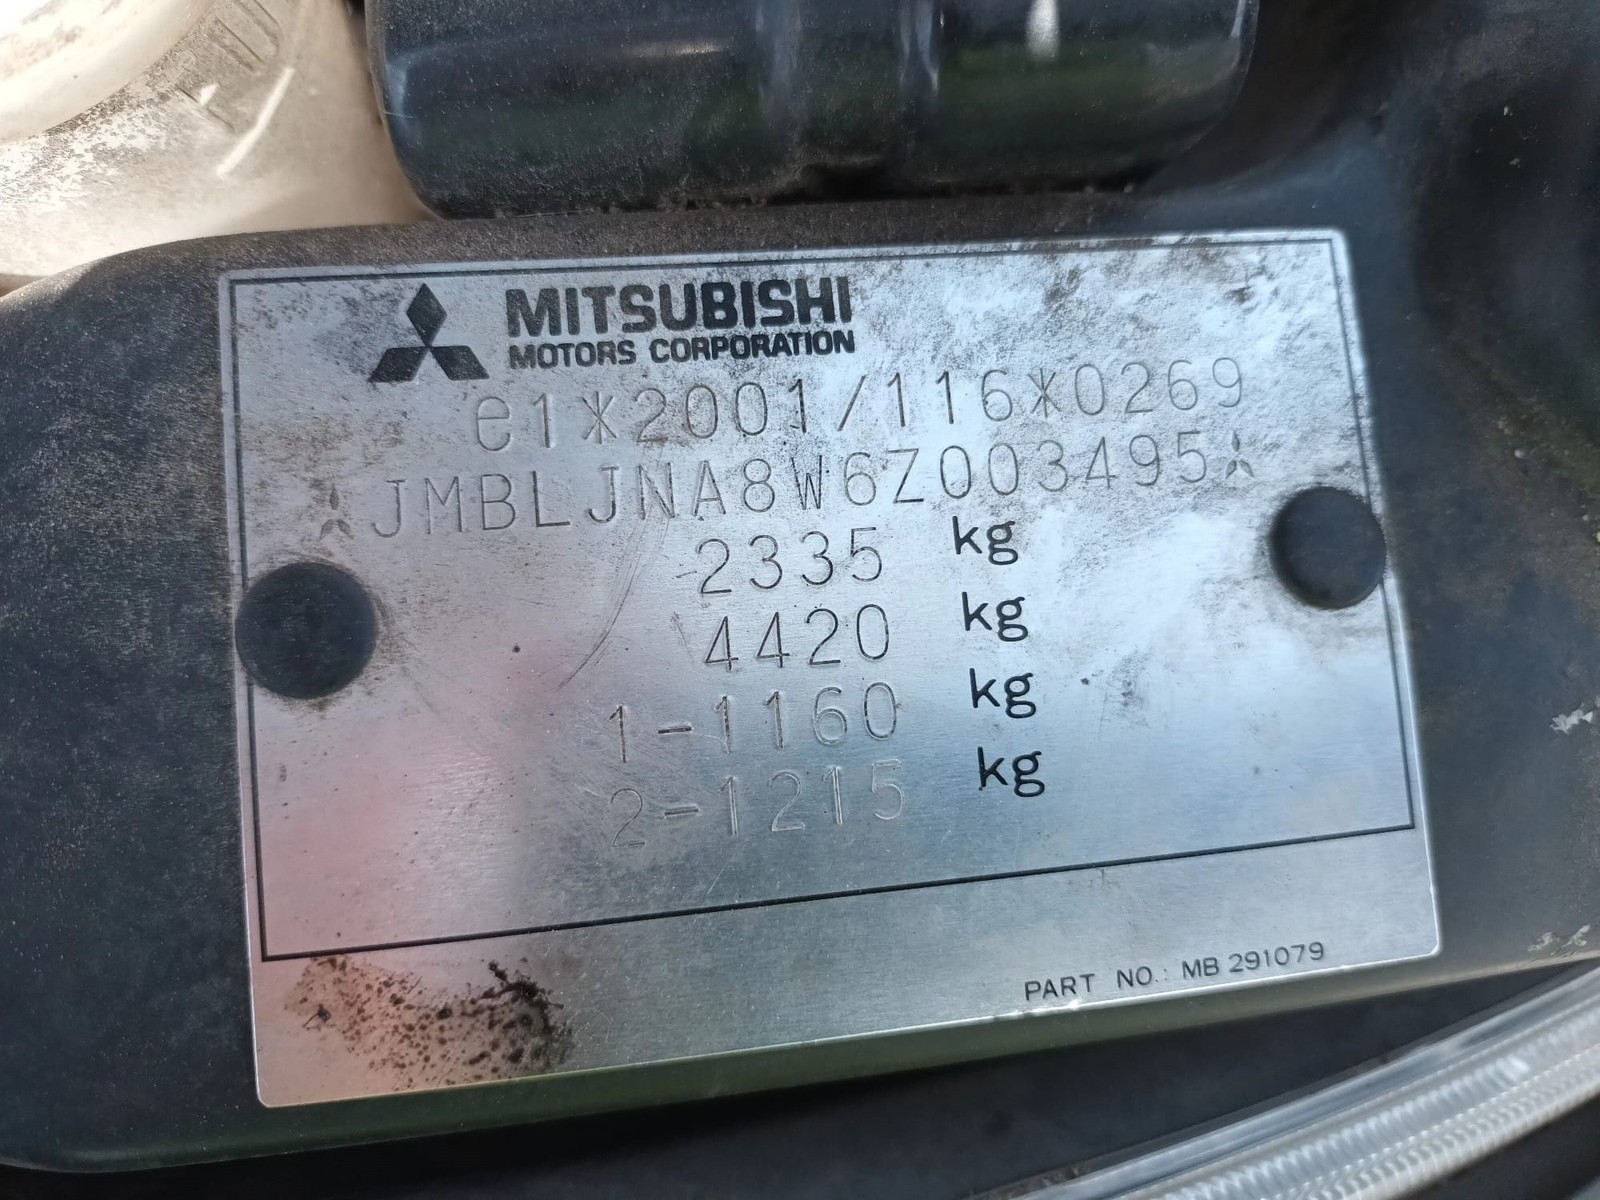 MITSUBISHI
MOTORS CORPORATION
e1*2001/116*0269
JMBLJNA8W6Z003495
2335 kg
4420 kg
1-1160 kg
2-1215 kg
PART NO.: MB 291079